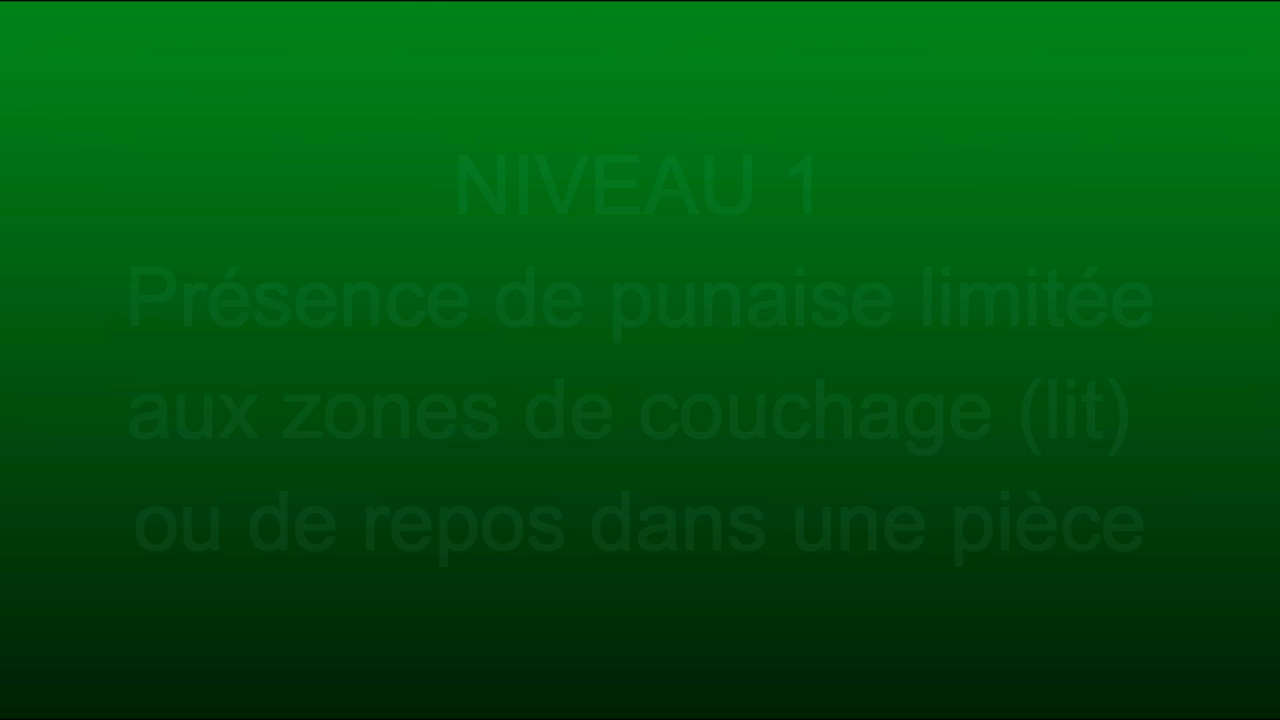 NIVEAU 1
Présence de punaise limitée
aux zones de couchage (lit)
ou de repos dans une pièce